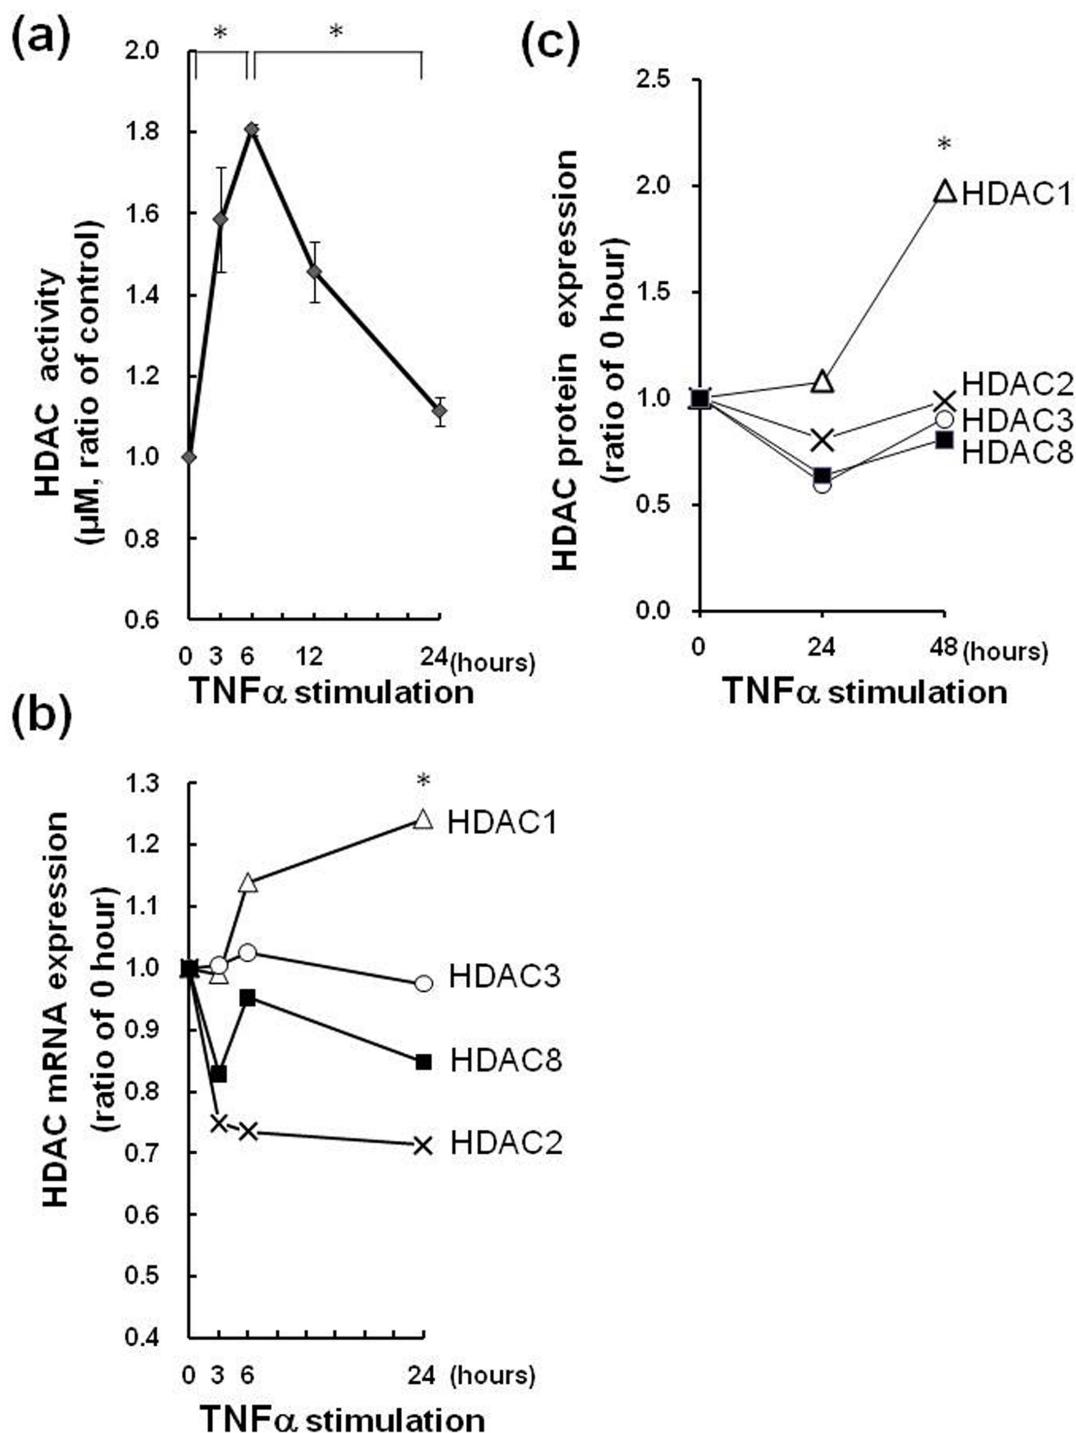 (a)
*
*
2.0
1.8
1.6
1.4
1.2
1.0
0.8
0.6
HDAC activity
(μM, ratio of control)
0 3 6 12 24 (hours)
TNFα stimulation
(c)
2.5
2.0
1.5
1.0
0.5
0.0
HDAC protein expression
(ratio of 0 hour)
*
HDAC1
HDAC2
HDAC3
HDAC8
0 24 48 (hours)
TNFα stimulation
(b)
1.3
1.2
1.1
1.0
0.9
0.8
0.7
0.6
0.5
0.4
HDAC mRNA expression
(ratio of 0 hour)
*
HDAC1
HDAC3
HDAC8
HDAC2
0 3 6 24 (hours)
TNFα stimulation